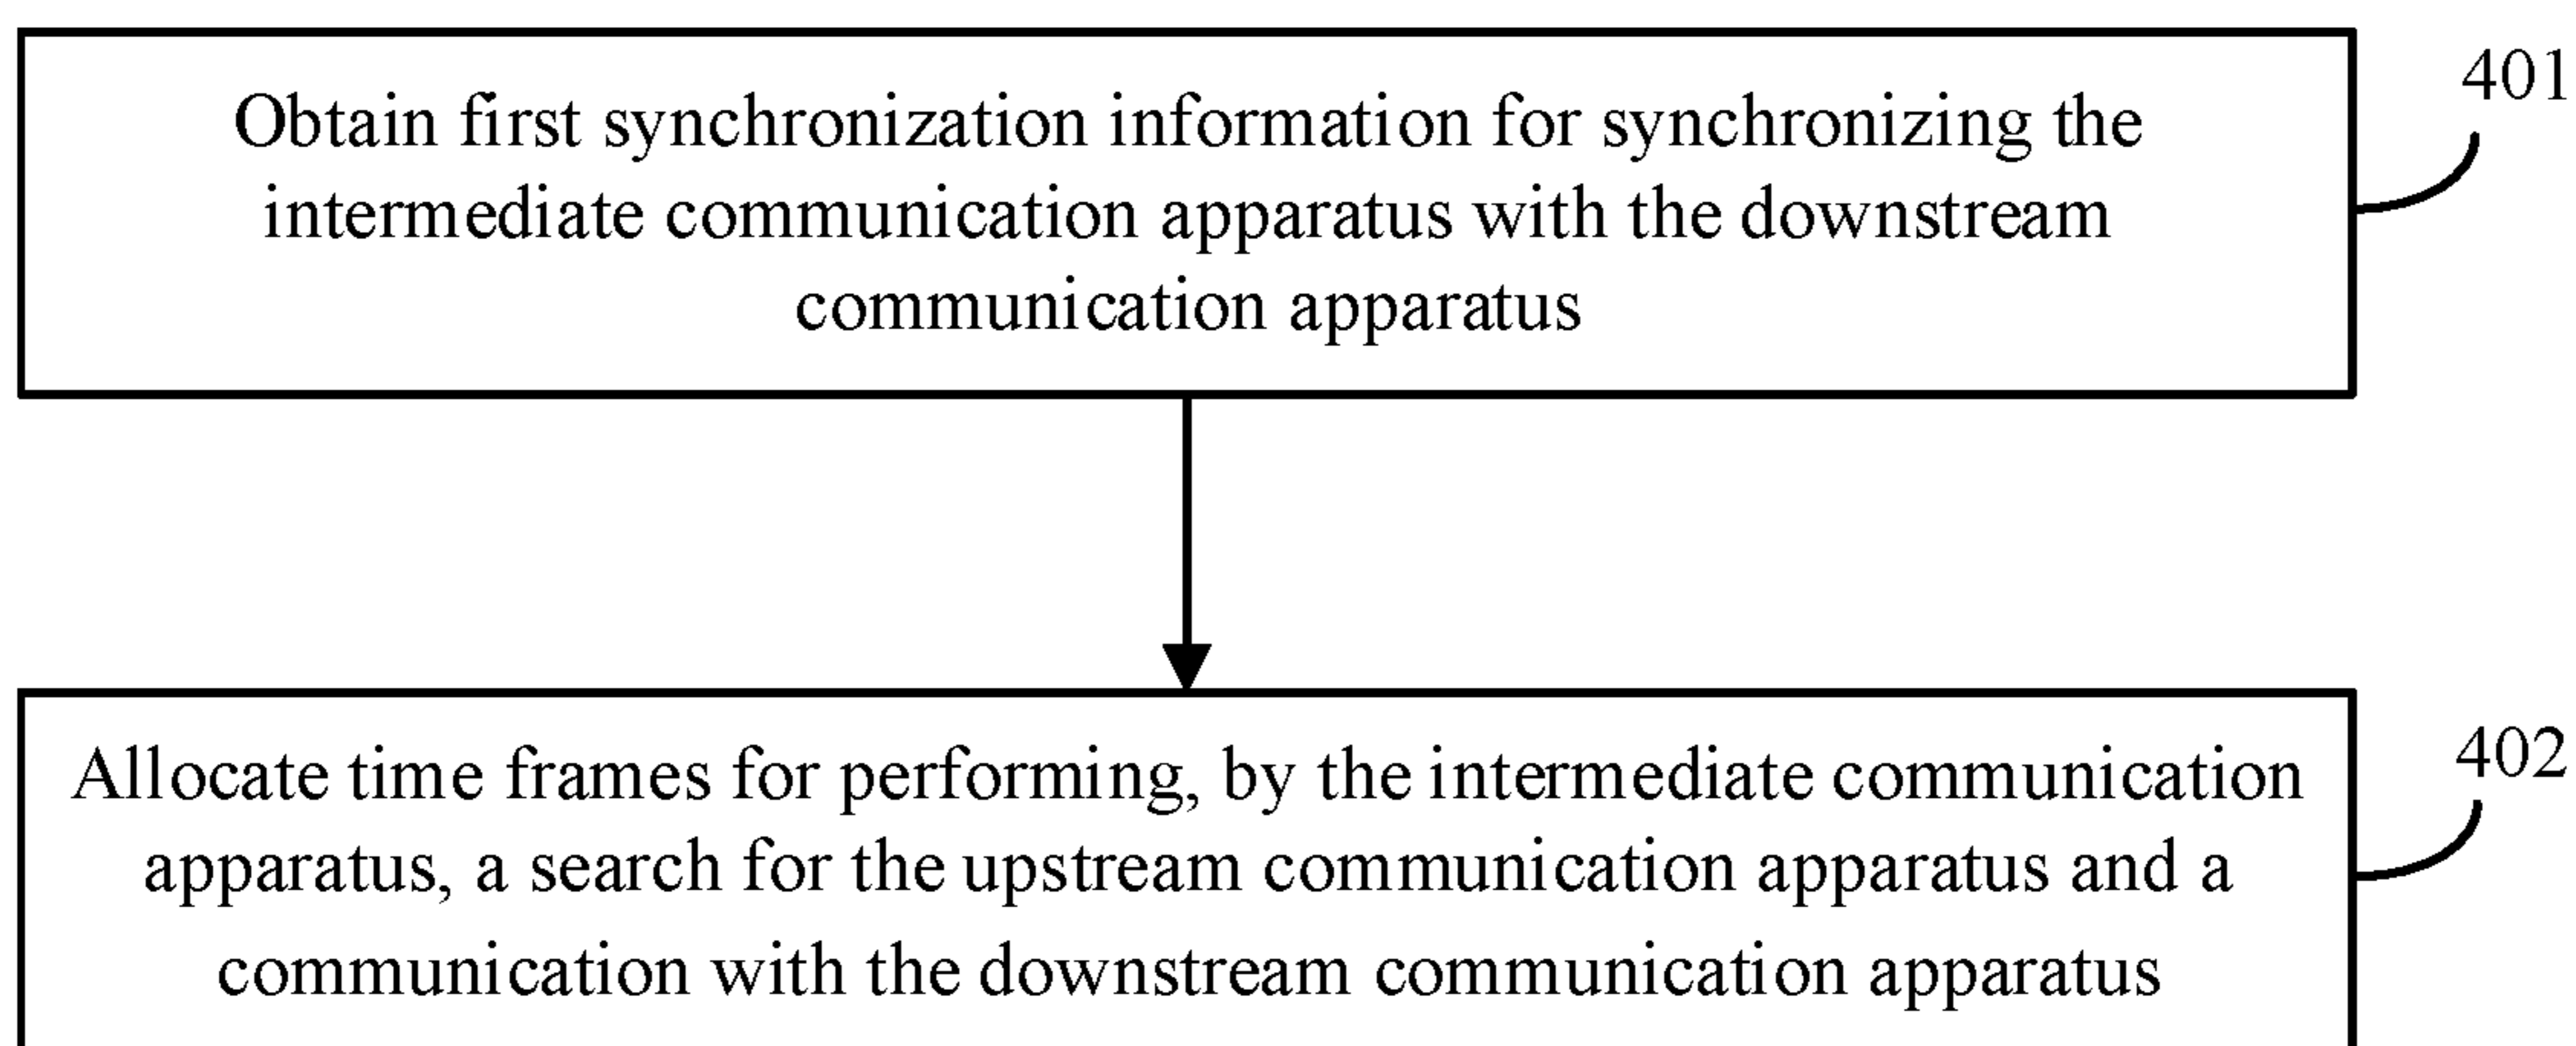 Obtain first synchronization information for synchronizing the
intermediate communication apparatus with the downstream
communication apparatus
401
Allocate time frames for performing, by the intermediate communication
apparatus, a search for the upstream communication apparatus and a
communication with the downstream communication apparatus
402